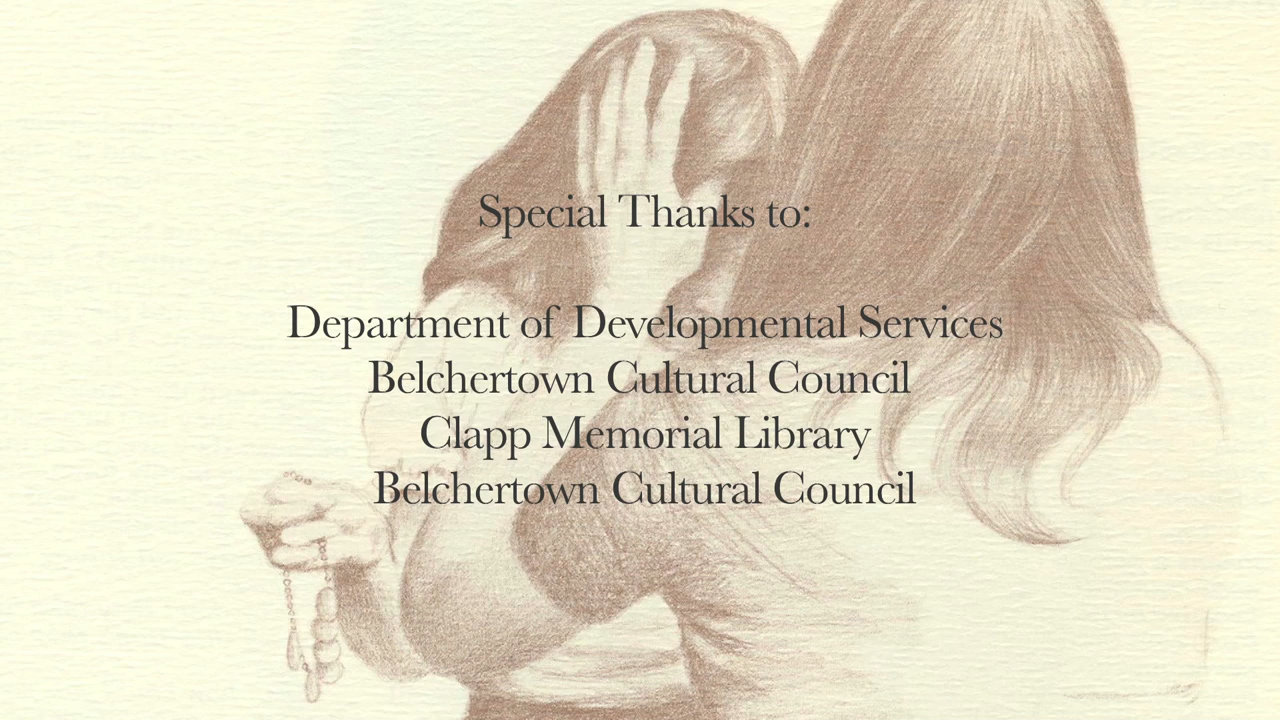 Special Thanks to:
Department of Developmental Services
Belchertown Cultural Council
Clapp Memorial Library
Belchertown Cultural Council